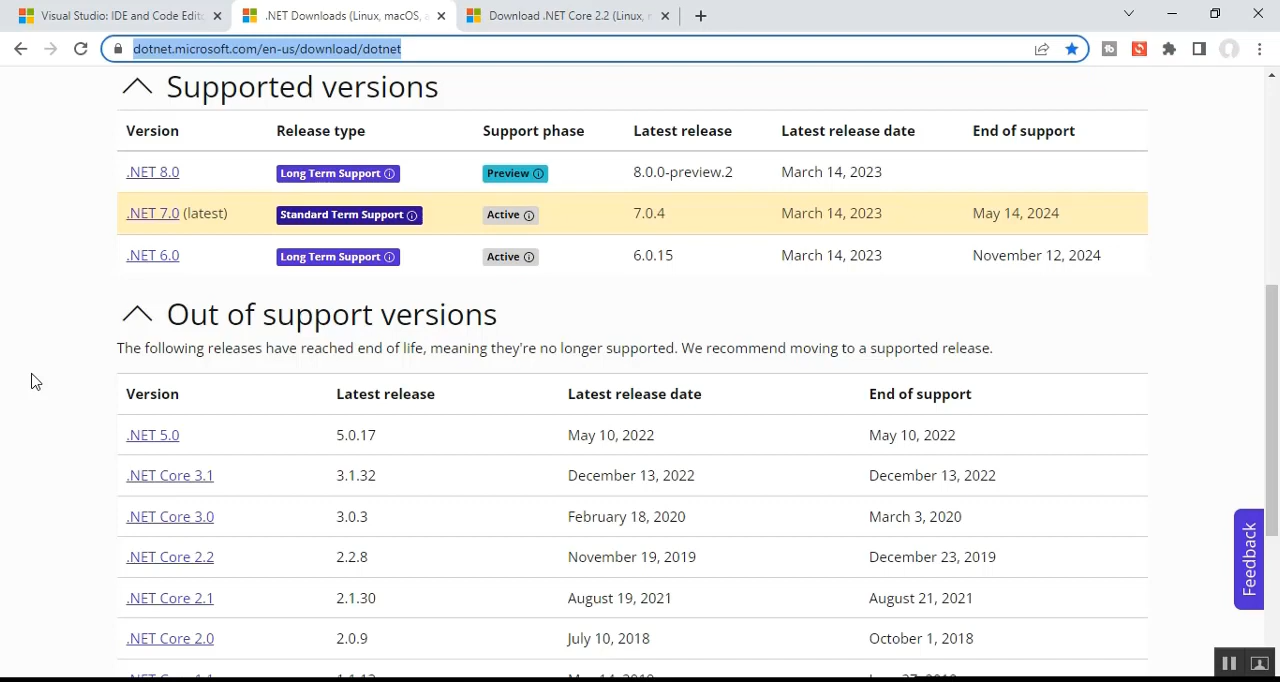 Visual Studio: IDE and Code Edit
.NET Downloads (Linux, macOS, a
Download .NET Core 2.2 (Linux,
dotnet.microsoft.com/en-us/download/dotnet
Supported versions
Version Release type Support phase Latest release Latest release date End of support
.NET 8.0 Long Term Support Preview 8.0.0-preview.2 March 14, 2023
.NET 7.0 (latest) Standard Term Support Active 7.0.4 March 14, 2023 May 14, 2024
.NET 6.0 Long Term Support Active 6.0.15 March 14, 2023 November 12, 2024
Out of support versions
The following releases have reached end of life, meaning they're no longer supported. We recommend moving to a supported release.
Version Latest release Latest release date End of support
.NET 5.0 5.0.17 May 10, 2022 May 10, 2022
.NET Core 3.1 3.1.32 December 13, 2022 December 13, 2022
.NET Core 3.0 3.0.3 February 18, 2020 March 3, 2020
.NET Core 2.2 2.2.8 November 19, 2019 December 23, 2019
.NET Core 2.1 2.1.30 August 19, 2021 August 21, 2021
.NET Core 2.0 2.0.9 July 10, 2018 October 1, 2018
Feedback